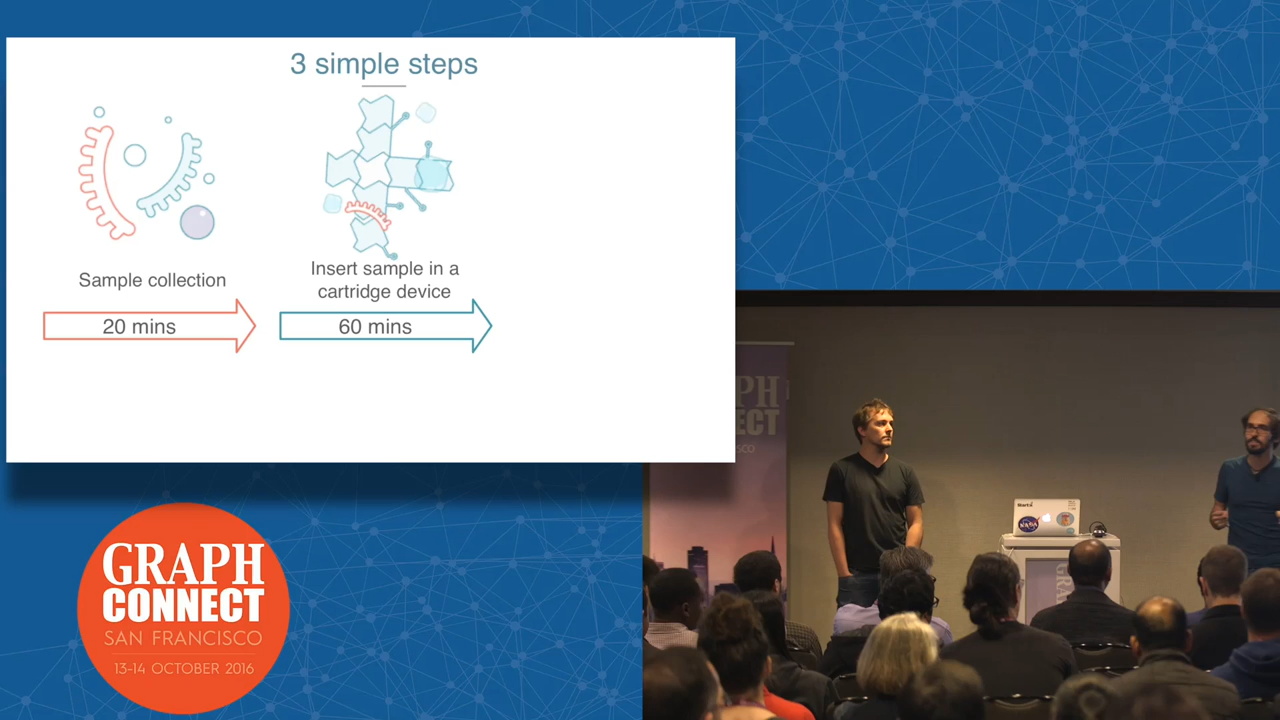 3 simple steps
Sample collection
Insert sample in a
cartridge device
20 mins
60 mins
GRAPH
CONNECT
SAN FRANCISCO
13-14 OCTOBER 2016
NASA